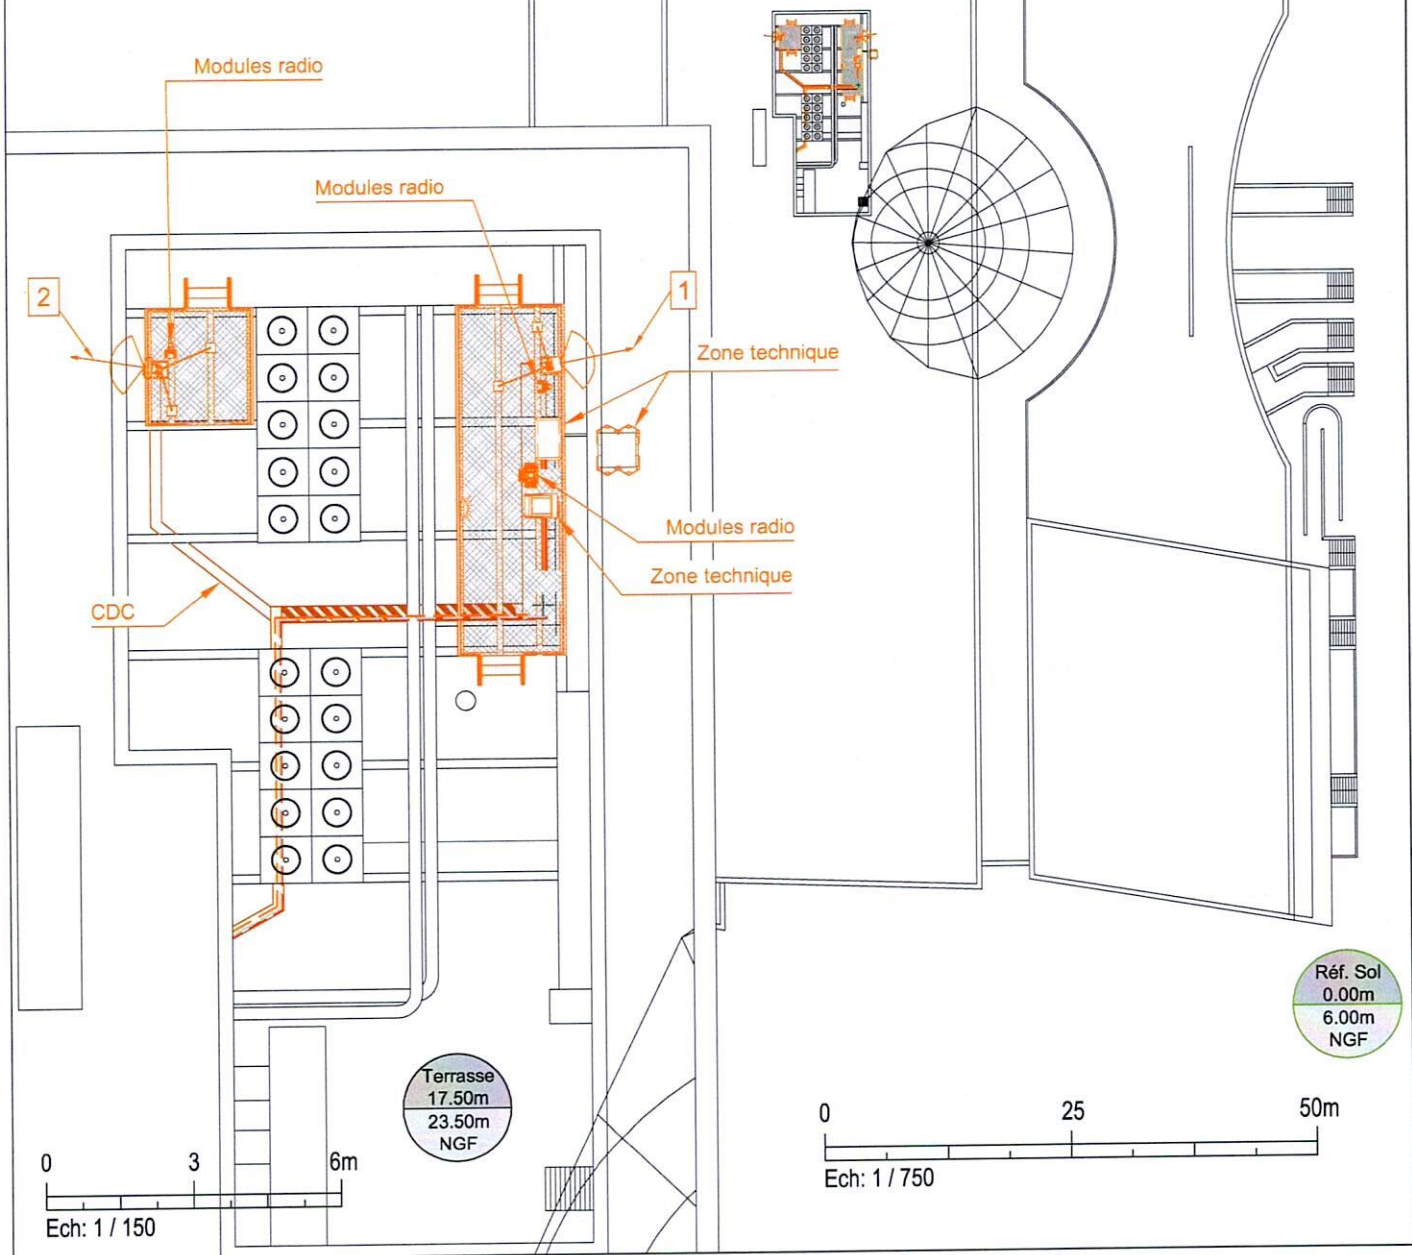 Modules radio
Modules radio
2
1
Zone technique
Modules radio
Zone technique
CDC
Réf. Sol
0.00m
6.00m
NGF
Terrasse
17.50m
23.50m
NGF
0 25 50m
Ech: 1 / 750
0 3 6m
Ech: 1 / 150